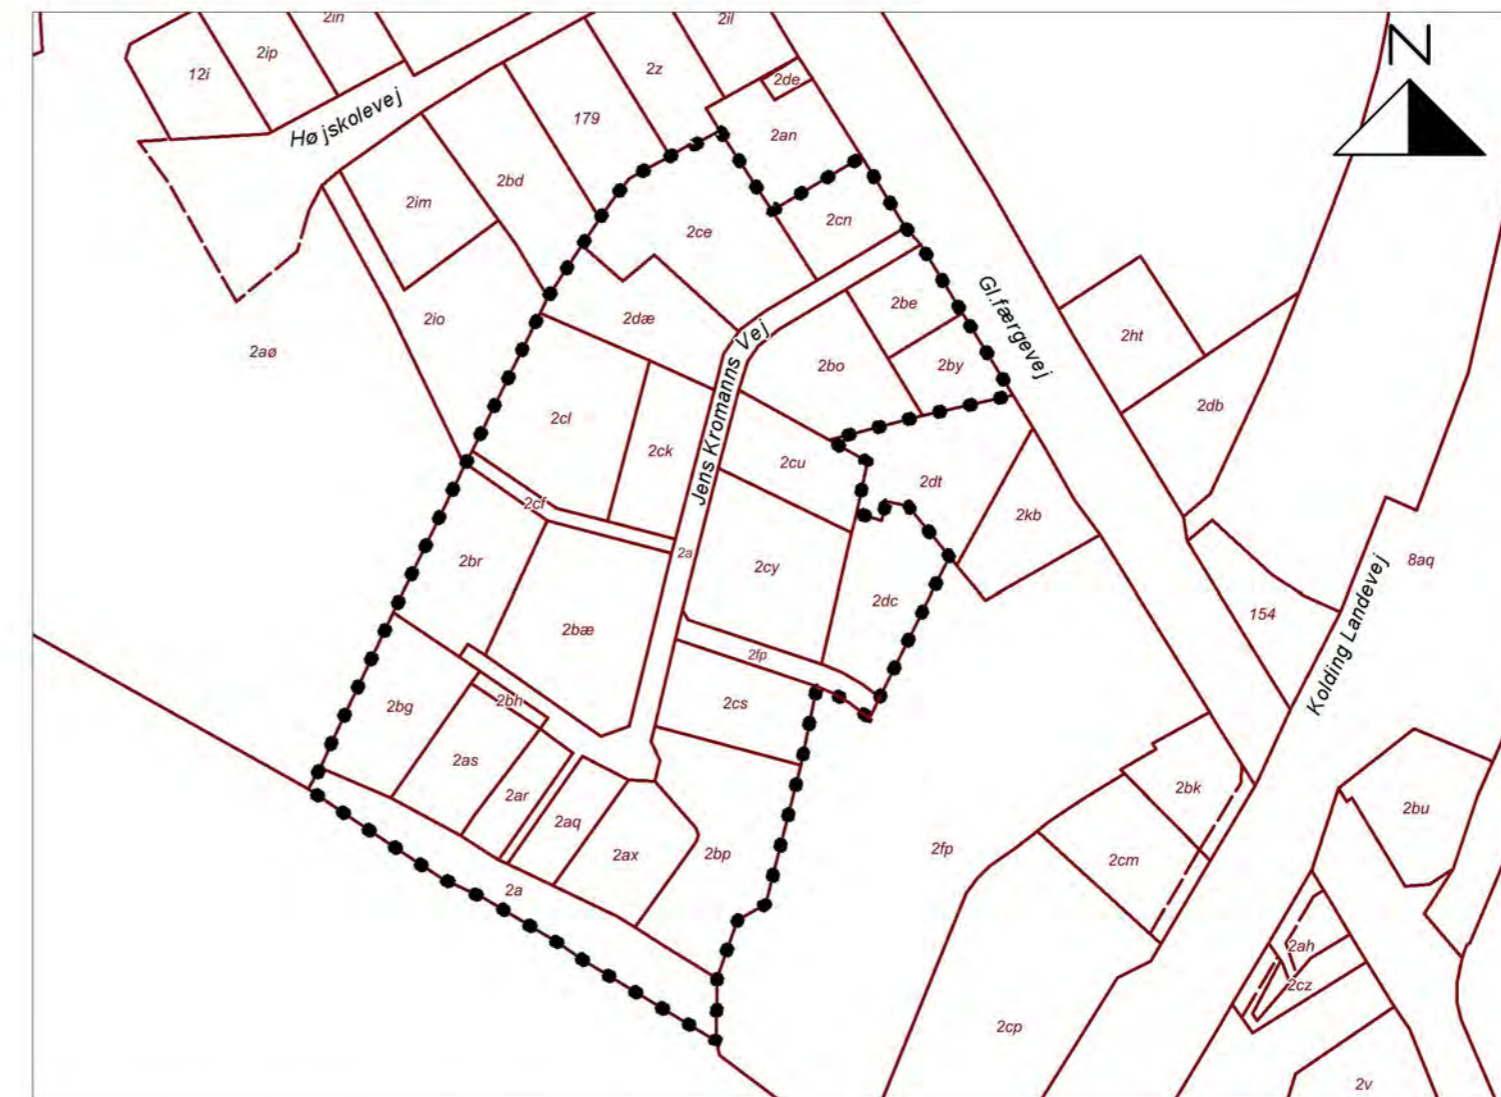 2in
2il
2ip
12i
2z
2de
N
179
Højskolevej
2an
2bd
2im
2cn
2ce
2be
Gl.færgevej
2io
2dæ
2ht
2aø
2bo
2by
Jens Kromanns Vej
2db
2cl
2ck
2cu
2dt
2cf
2kb
2a
2br
2cy
8aq
2dc
154
2bæ
Kolding Landevej
2fp
2bh
2cs
2bg
2as
2bk
2ar
2bu
2aq
2ax
2bp
2fp
2cm
2a
2ah
2cz
2cp
2v